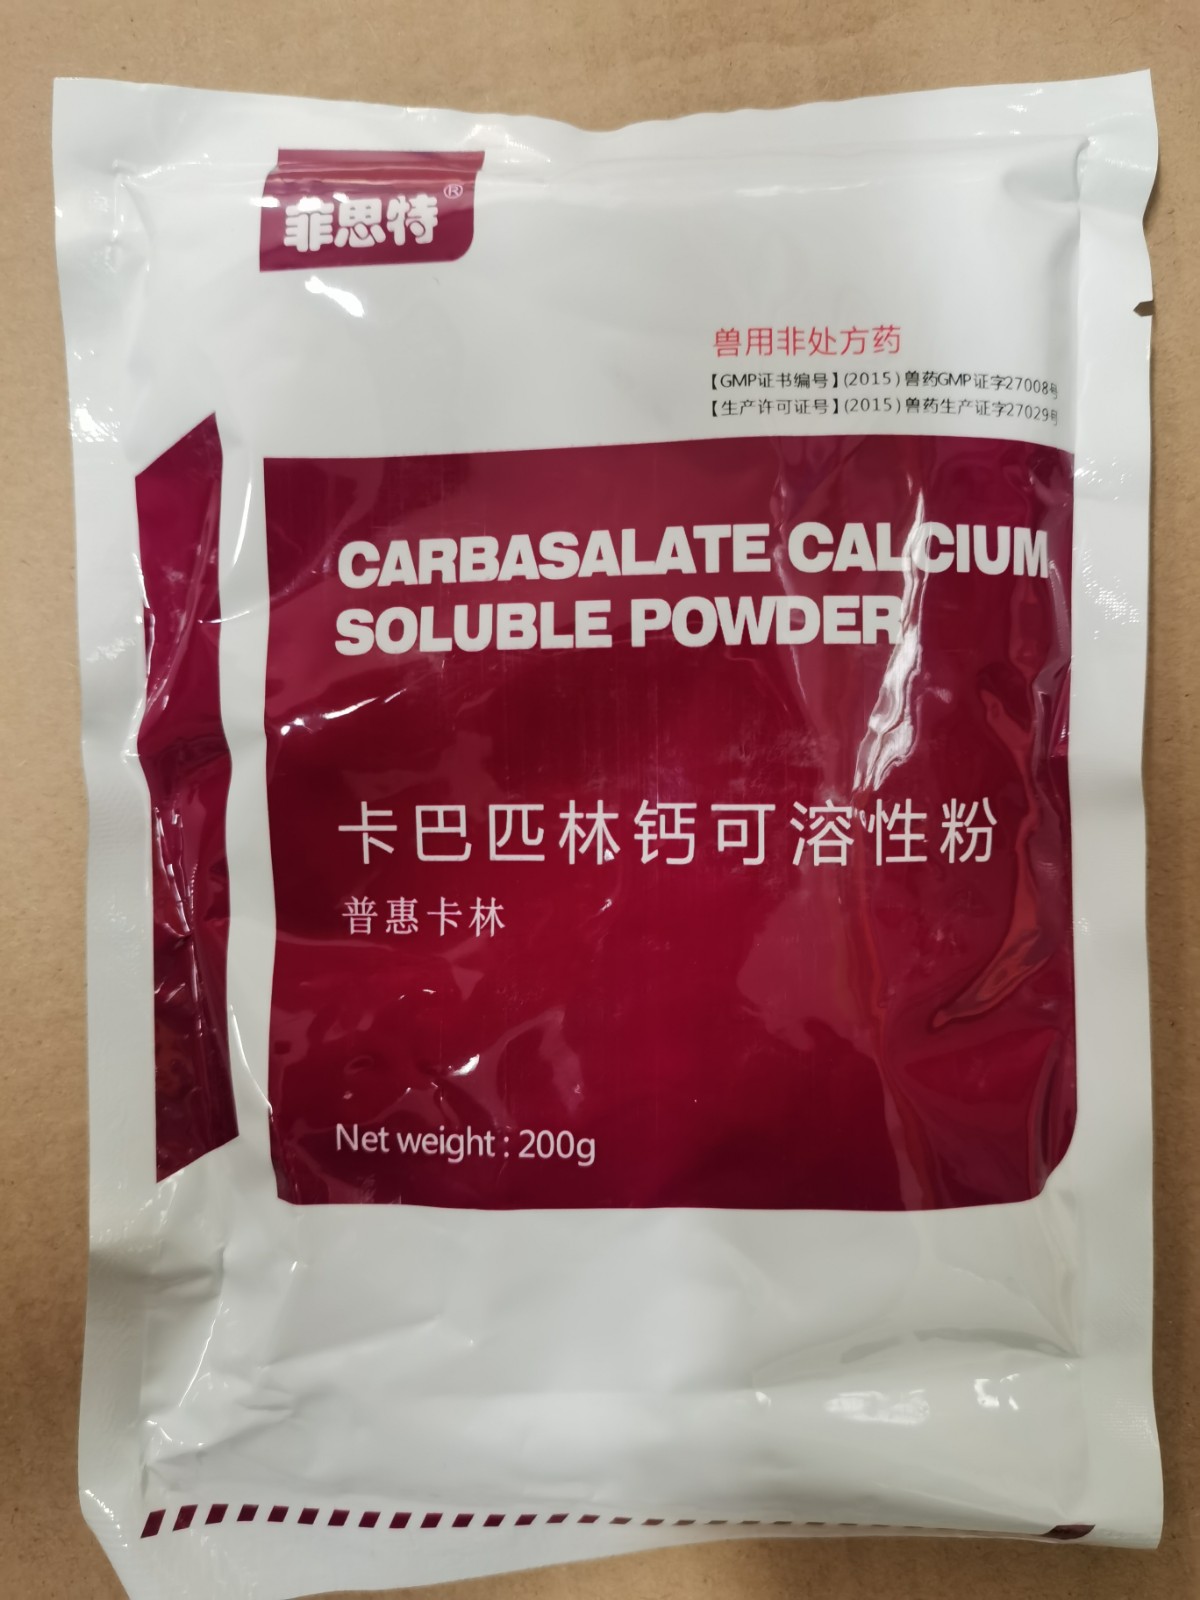 菲思特®
兽用非处方药
【GMP证书编号】(2015)兽药GMP证字27008号
【生产许可证号】(2015)兽药生产证字27029号
CARBASALATE CALCIUM
SOLUBLE POWDER
卡巴匹林钙可溶性粉
普惠卡林
Net weight : 200g